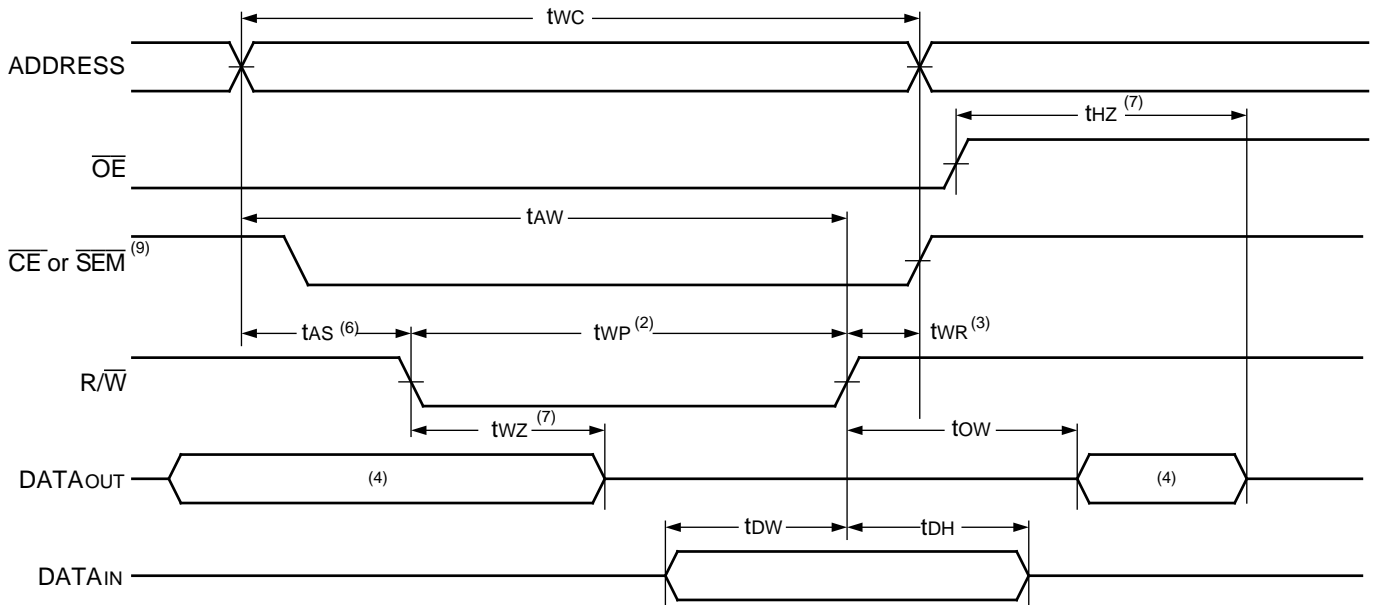 tWC
ADDRESS
tHZ (7)
OE
tAW
CE or SEM (9)
tAS (6)
tWP (2)
tWR (3)
R/W
tWZ (7)
tOW
DATAOUT
(4)
(4)
tDW
tDH
DATAIN